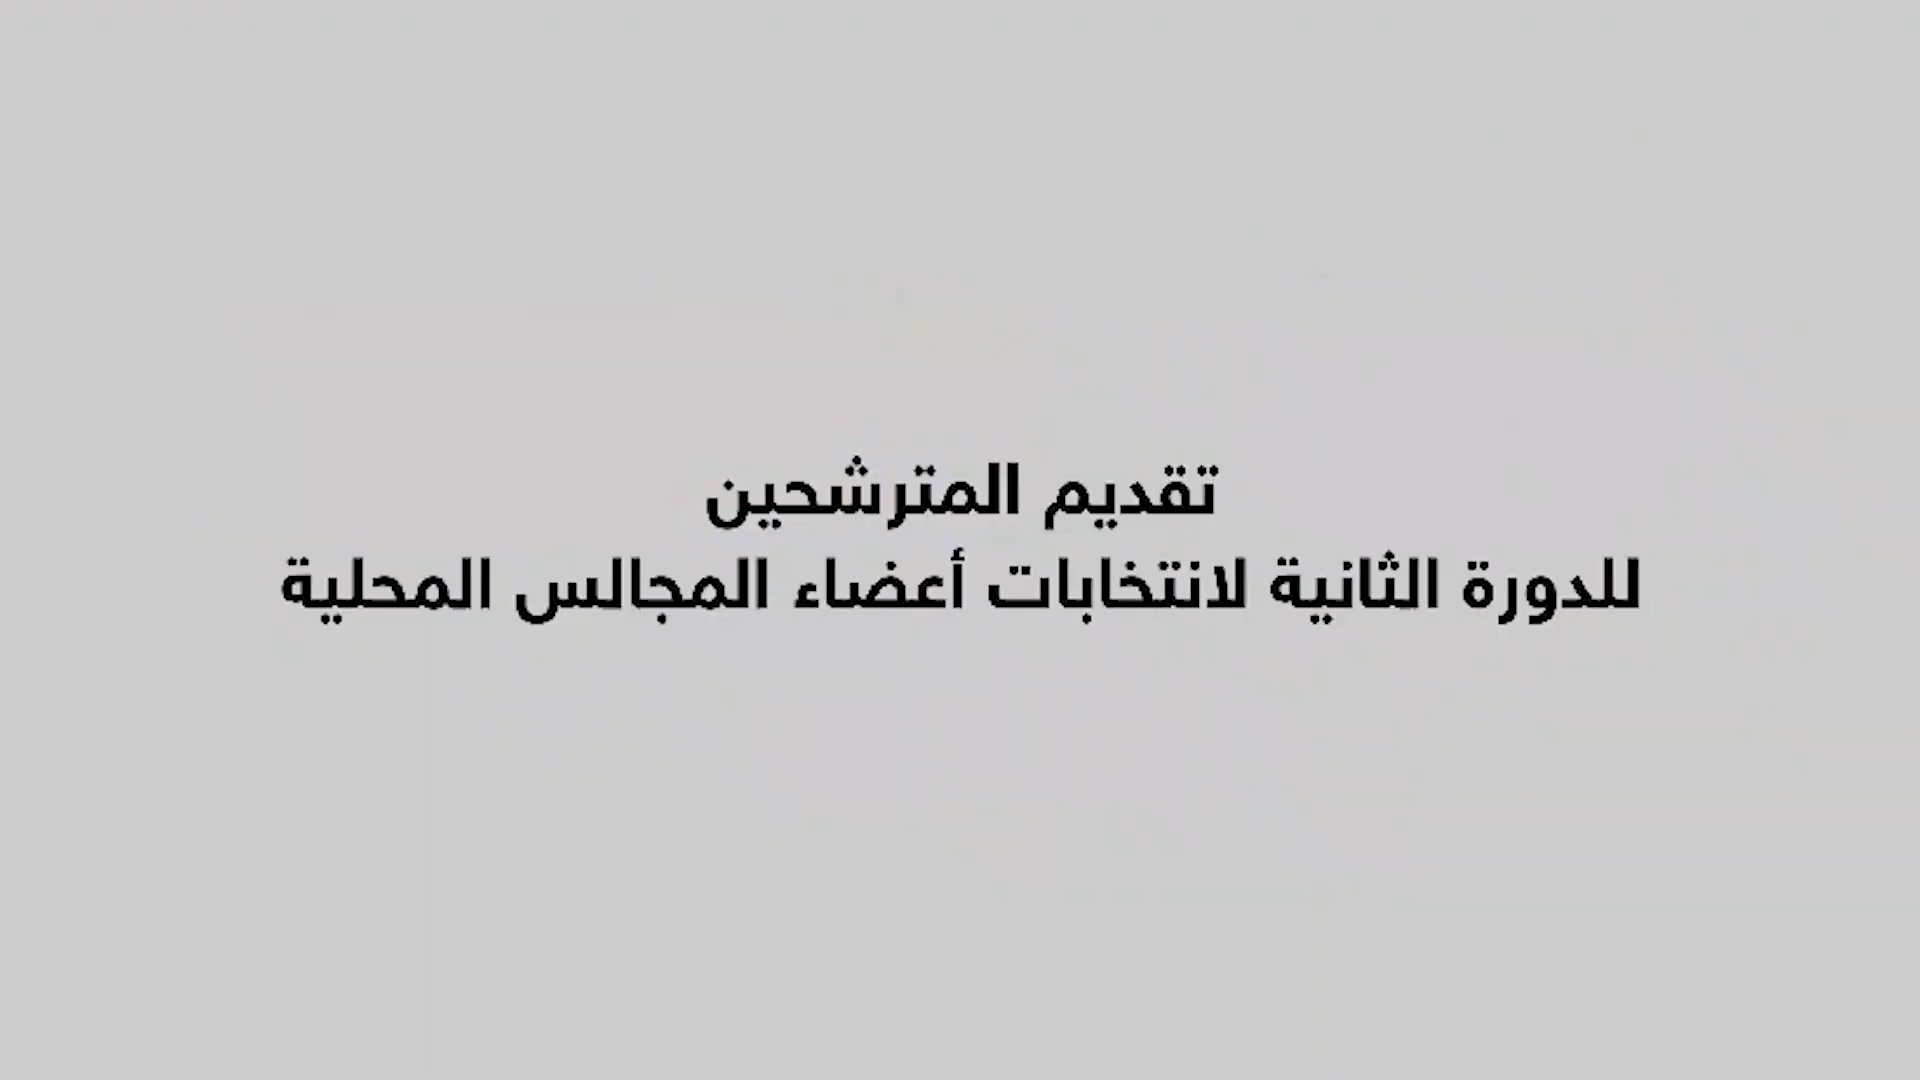 تقديم المترشحين
للدورة الثانية لانتخابات أعضاء المجالس المحلية